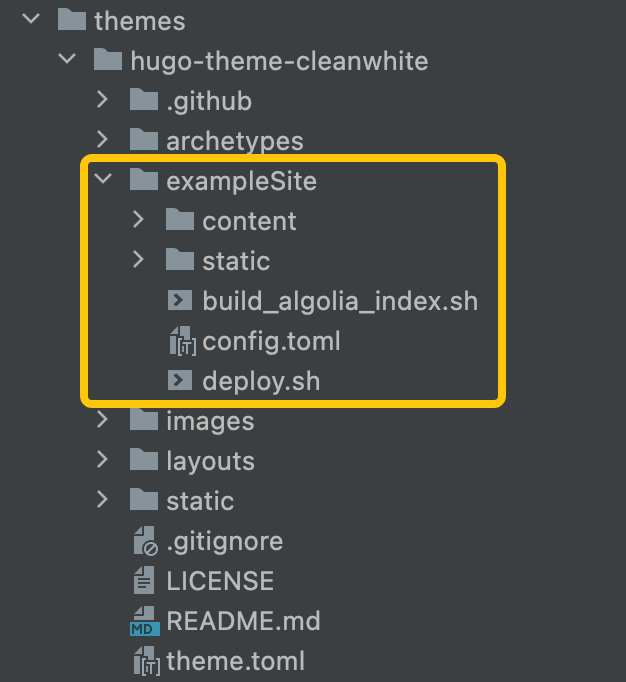 themes
hugo-theme-cleanwhite
.github
archetypes
exampleSite
content
static
build_algolia_index.sh
[T] config.toml
deploy.sh
images
layouts
static
.gitignore
LICENSE
MD README.md
[T] theme.toml